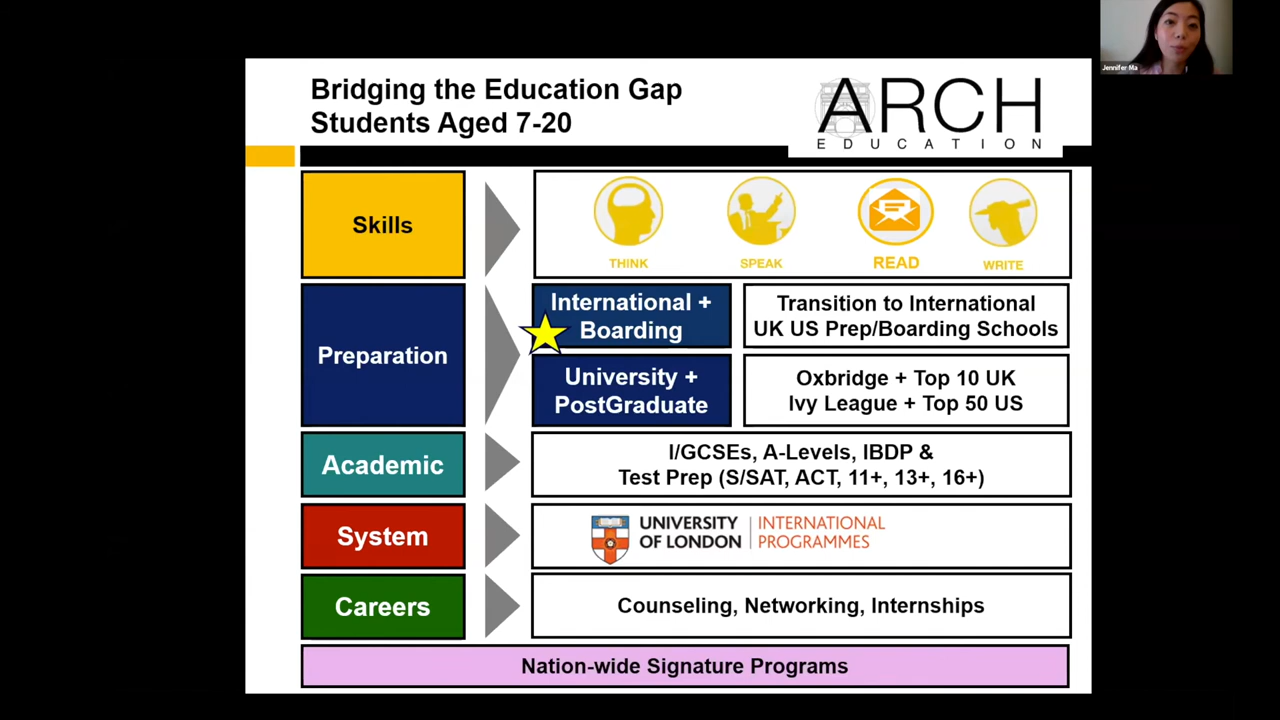 Jennifer Ma
Bridging the Education Gap
Students Aged 7-20
ARCH
EDUCATION
Skills
THINK
SPEAK
READ
WRITE
Preparation
International +
Boarding
Transition to International
UK US Prep/Boarding Schools
University +
PostGraduate
Oxbridge + Top 10 UK
Ivy League + Top 50 US
Academic
I/GCSEs, A-Levels, IBDP &
Test Prep (S/SAT, ACT, 11+, 13+, 16+)
System
UNIVERSITY
OF LONDON
INTERNATIONAL
PROGRAMMES
Careers
Counseling, Networking, Internships
Nation-wide Signature Programs